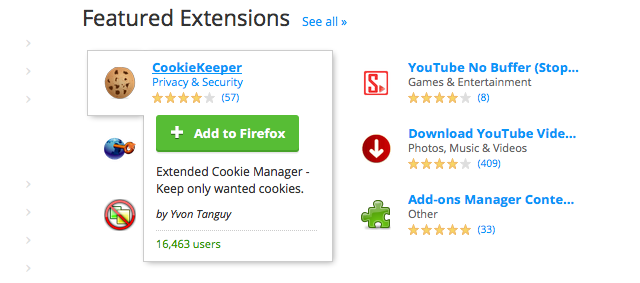 Featured Extensions See all »
CookieKeeper
Privacy & Security
(57)
+ Add to Firefox
Extended Cookie Manager -
Keep only wanted cookies.
by Yvon Tanguy
16,463 users
YouTube No Buffer (Stop...
Games & Entertainment
(8)
Download YouTube Vide...
Photos, Music & Videos
(409)
Add-ons Manager Conte...
Other
(33)